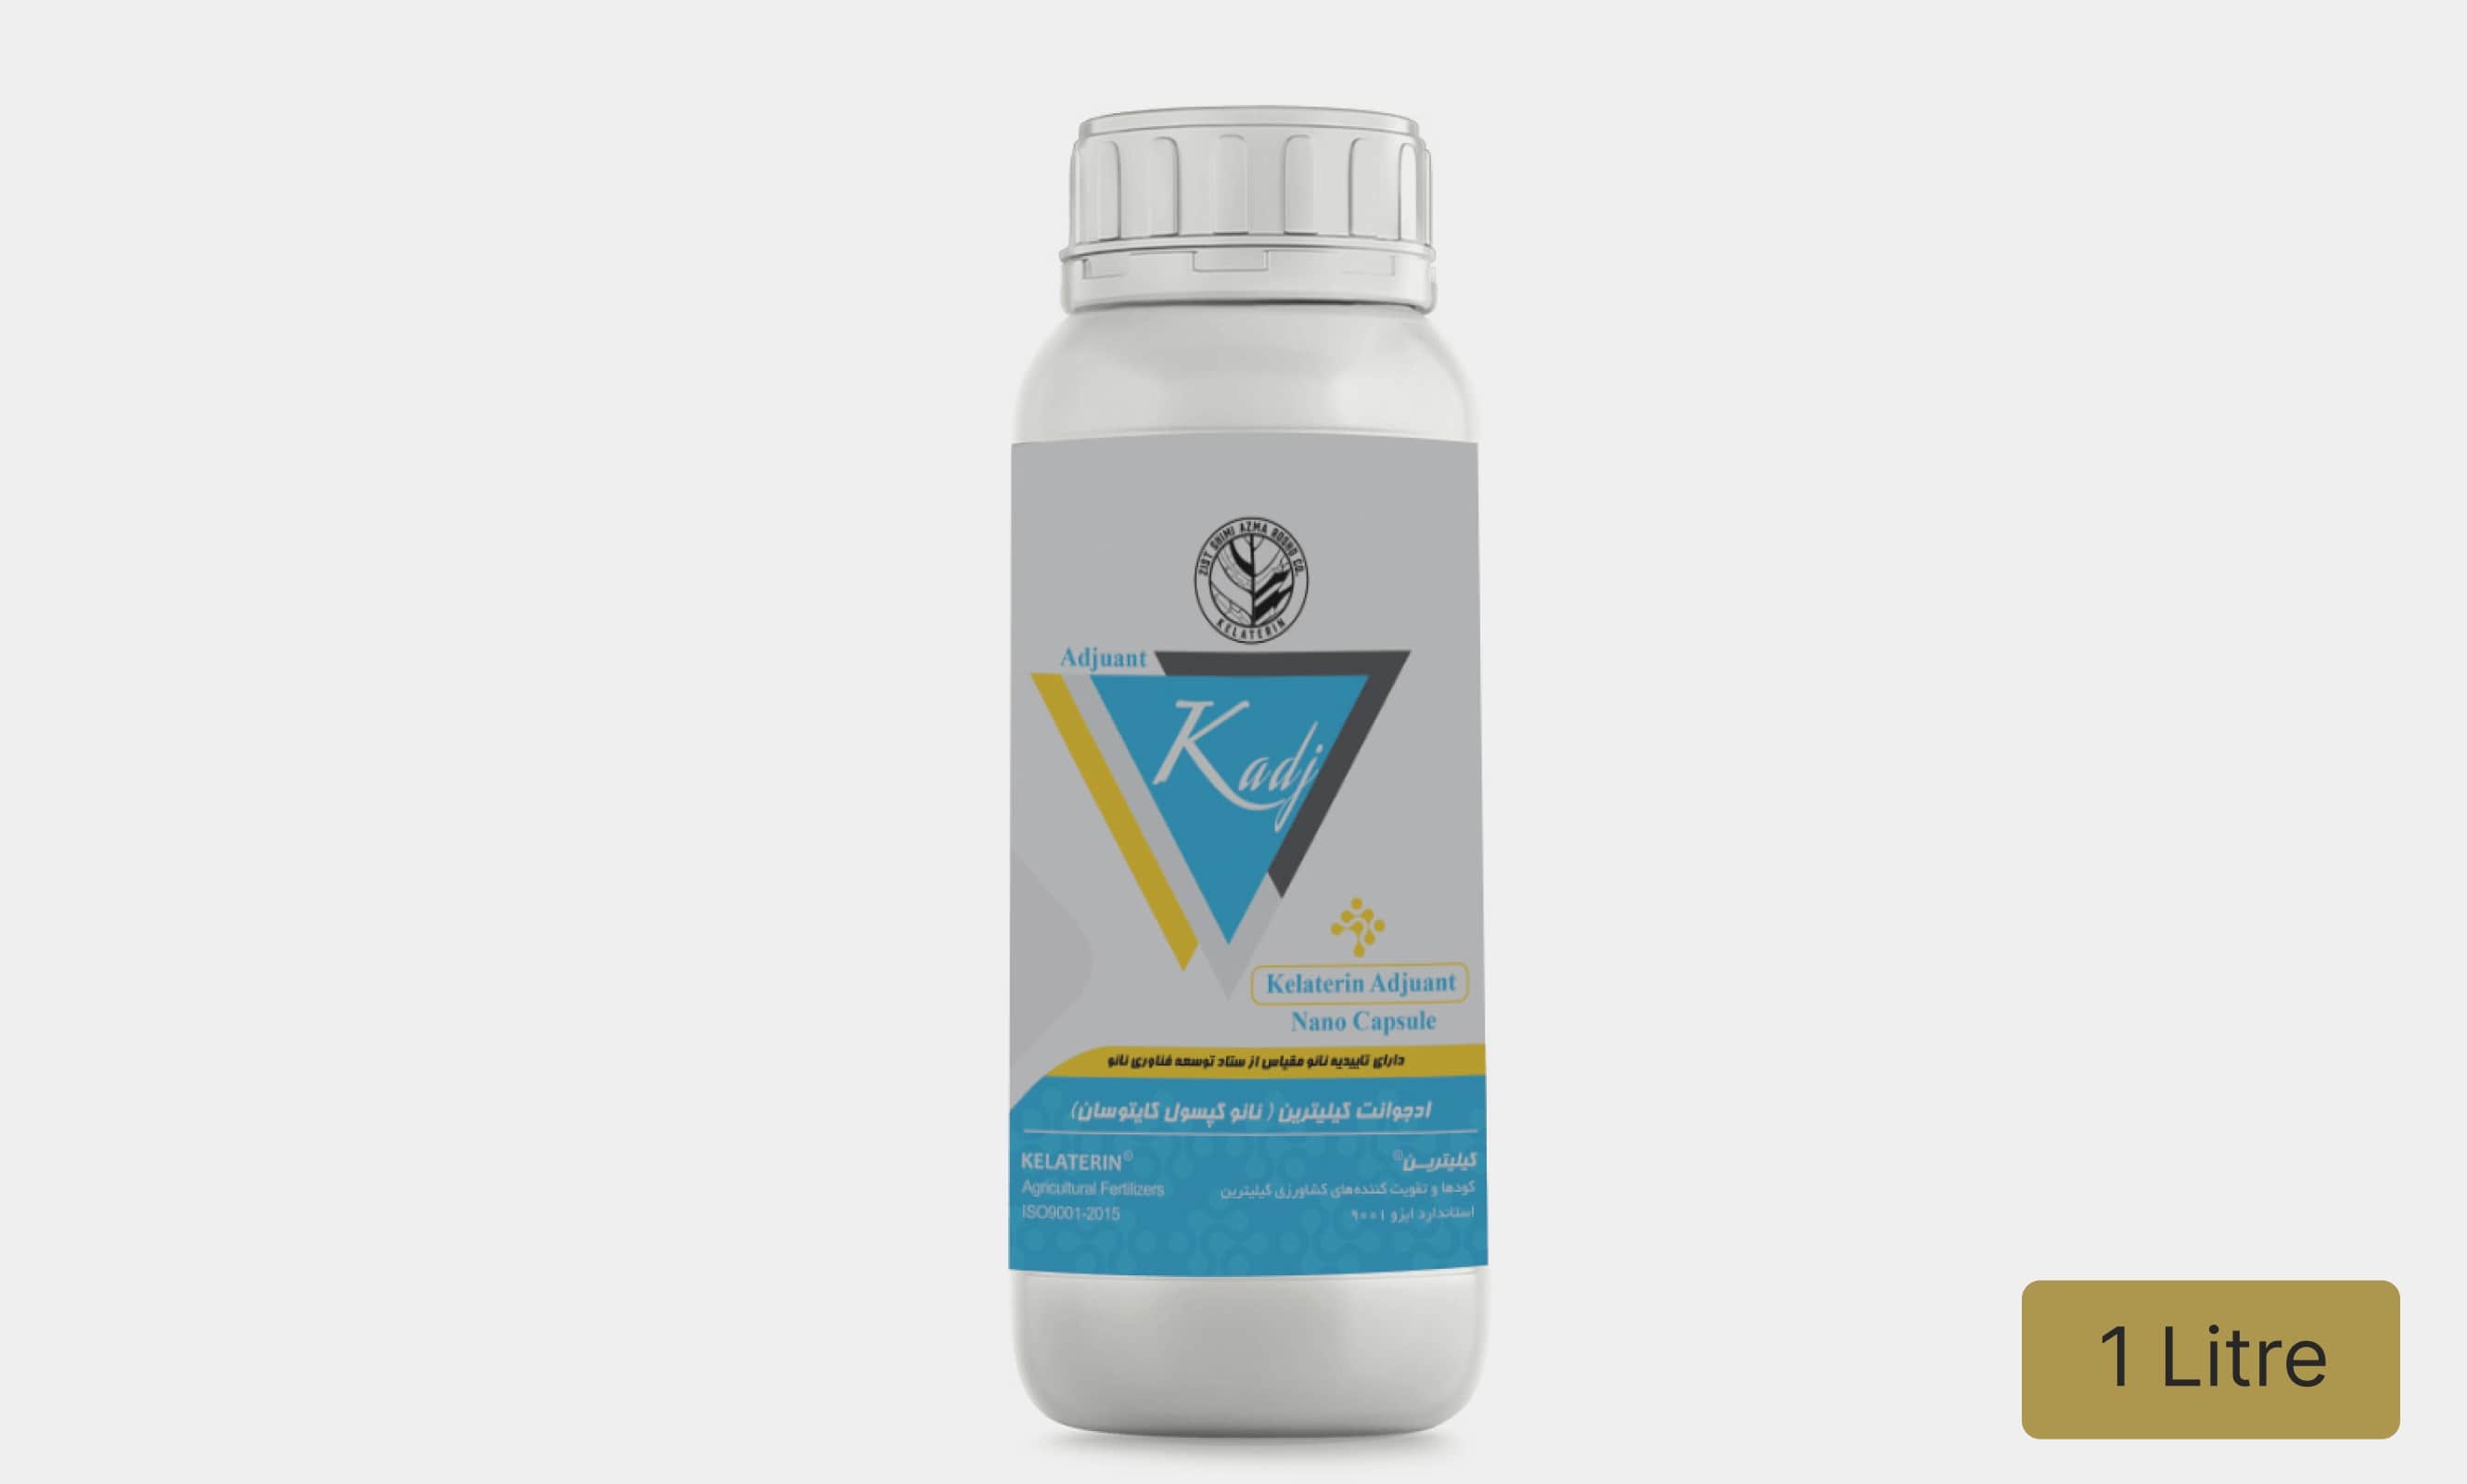 ZIST SHIMI AZMA ROSHD CO.
KELATERIN
Adjuant
Kadj
Kelaterin Adjuant
Nano Capsule
دارای تاییدیه نانو مقیاس از ستاد توسعه فناوری نانو
ادجوانت کیلیترین ( نانو کپسول کایتوسان)
KELATERIN®
کیلیتریــن®
Agricultural Fertilizers
کودها و تقویت کننده‌های کشاورزی کیلیترین
ISO9001-2015
استاندارد ایزو ۹۰۰۱
1 Litre